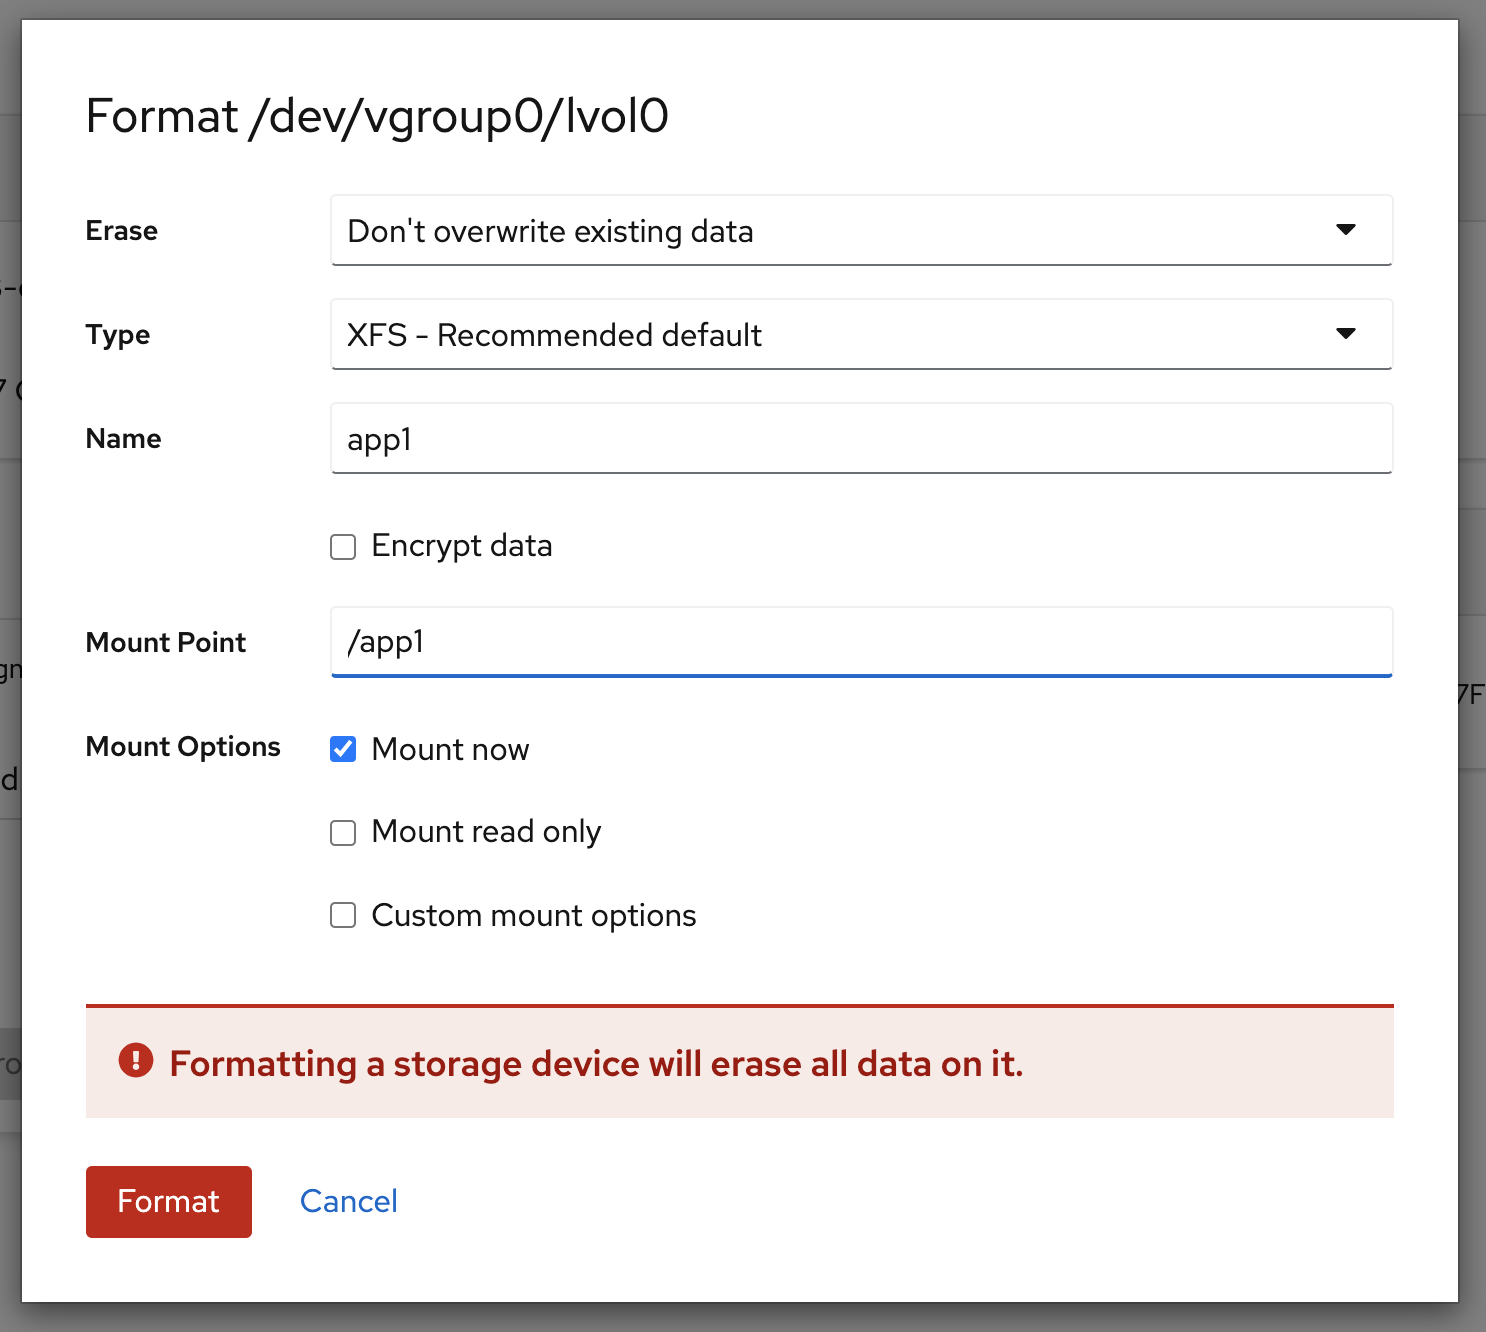 Format /dev/vgroup0/lvol0
Erase
Don't overwrite existing data
Type
XFS - Recommended default
Name
app1
Encrypt data
Mount Point
/app1
Mount Options
Mount now
Mount read only
Custom mount options
Formatting a storage device will erase all data on it.
Format
Cancel